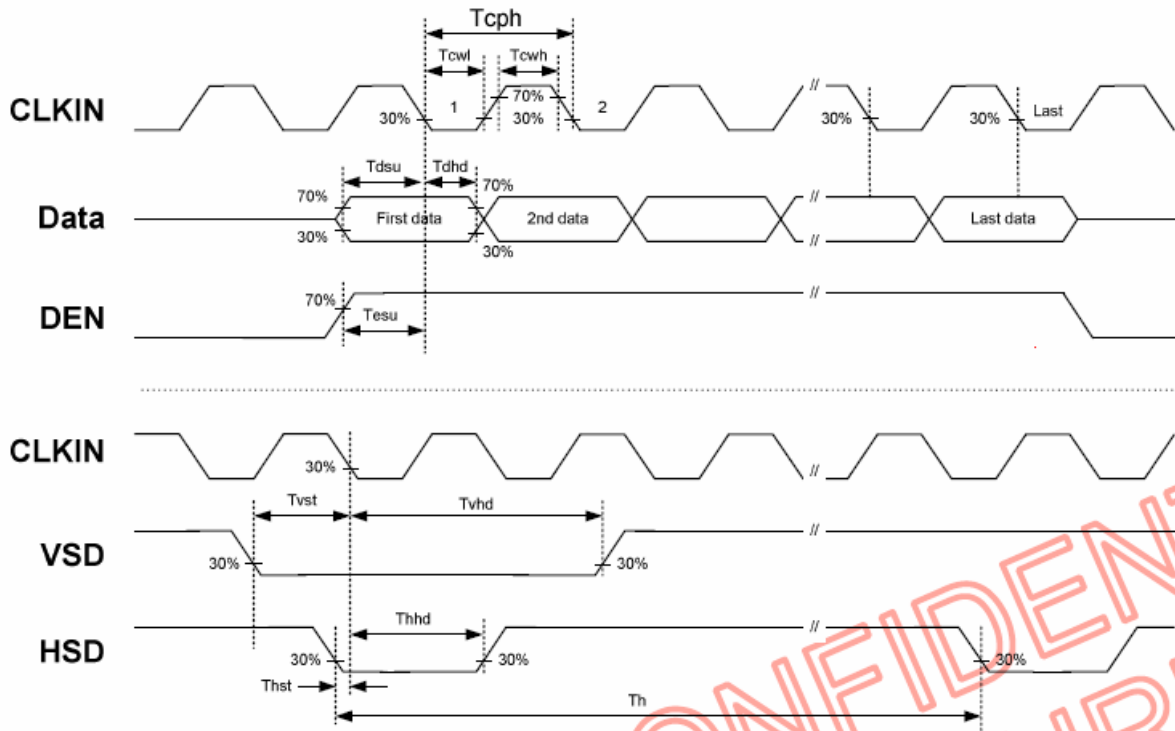 Tcph
Tcwl Tcwh
CLKIN 30% 1 70% 30% 2 // 30% 30% Last
Tdsu Tdhd
70% 70%
Data First data 2nd data // Last data
30% 30%
70% //
DEN Tesu
CLKIN 30% //
Tvst Tvhd
VSD 30% 30% //
Thhd
HSD 30% 30% // 30%
Thst
Th
CONFIDENT